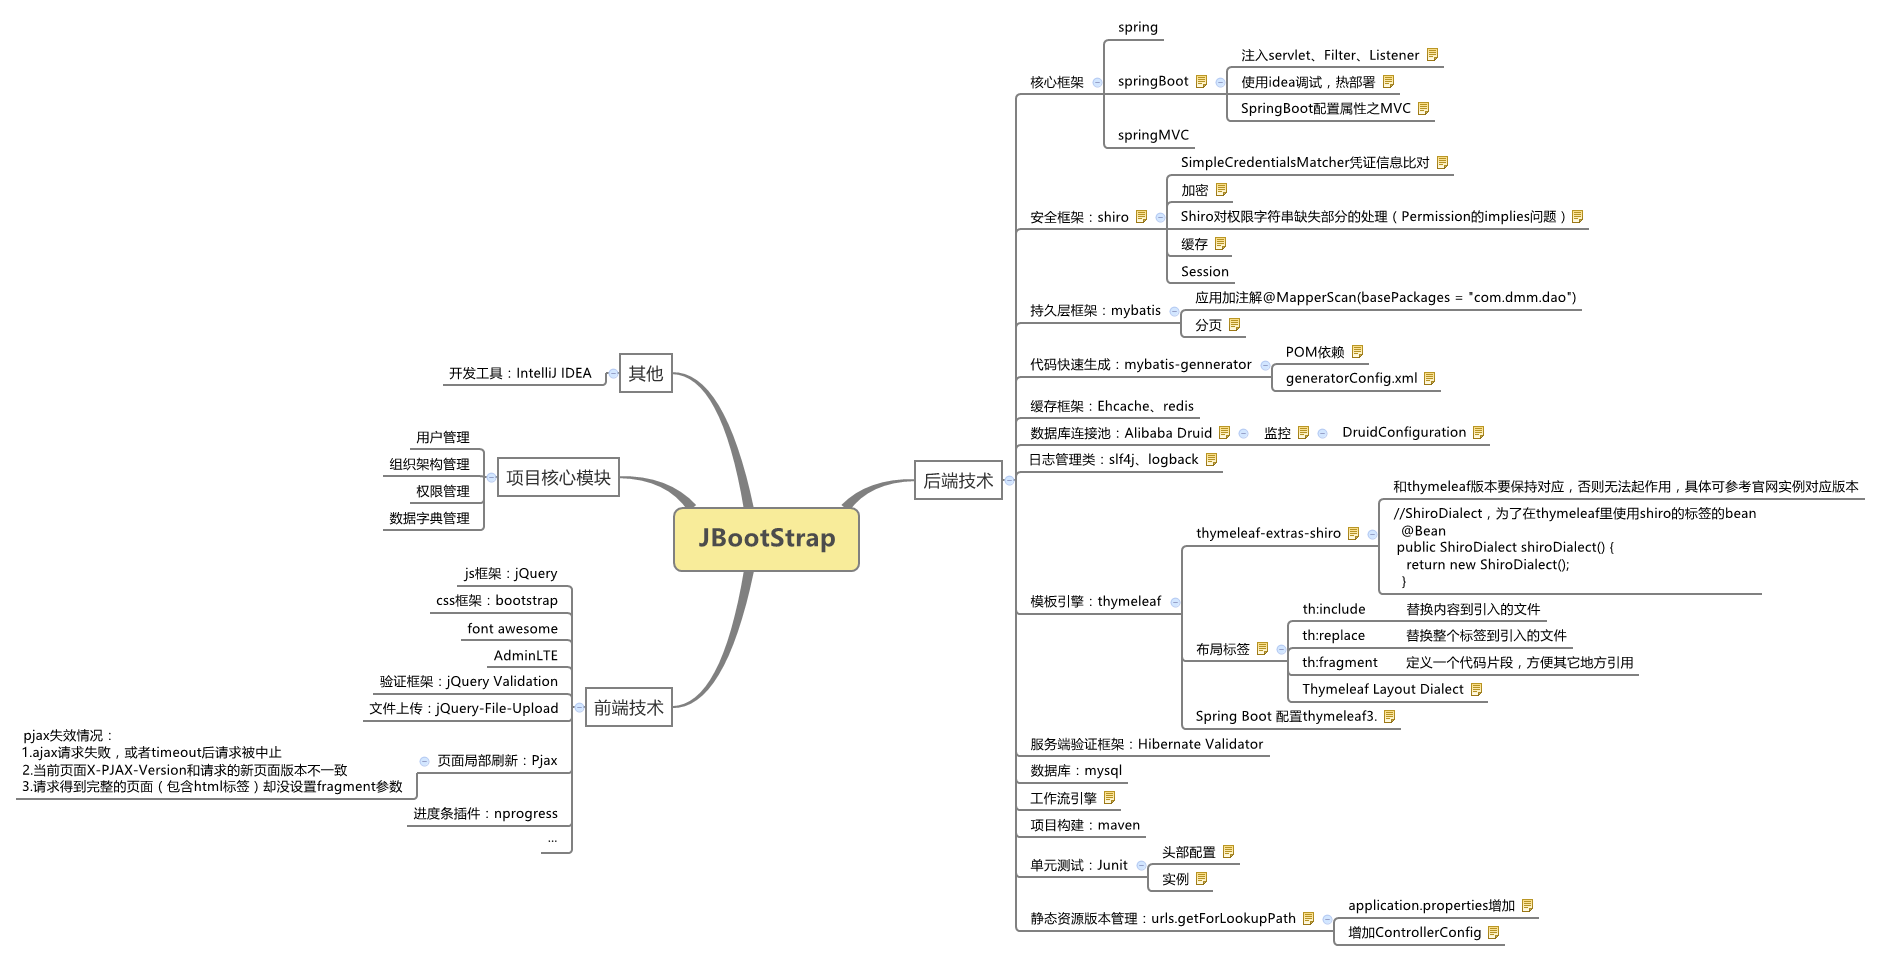 JBootStrap
其他
开发工具：IntelliJ IDEA
项目核心模块
用户管理
组织架构管理
权限管理
数据字典管理
前端技术
js框架：jQuery
css框架：bootstrap
font awesome
AdminLTE
验证框架：jQuery Validation
文件上传：jQuery-File-Upload
页面局部刷新：Pjax
pjax失效情况：
1.ajax请求失败，或者timeout后请求被中止
2.当前页面X-PJAX-Version和请求的新页面版本不一致
3.请求得到完整的页面（包含html标签）却没设置fragment参数
进度条插件：nprogress
...
后端技术
核心框架
spring
springBoot
注入servlet、Filter、Listener
使用idea调试，热部署
SpringBoot配置属性之MVC
springMVC
安全框架：shiro
SimpleCredentialsMatcher凭证信息比对
加密
Shiro对权限字符串缺失部分的处理（Permission的implies问题）
缓存
Session
持久层框架：mybatis
应用加注解@MapperScan(basePackages = "com.dmm.dao")
分页
代码快速生成：mybatis-gennerator
POM依赖
generatorConfig.xml
缓存框架：Ehcache、redis
数据库连接池：Alibaba Druid
监控
DruidConfiguration
日志管理类：slf4j、logback
模板引擎：thymeleaf
thymeleaf-extras-shiro
和thymeleaf版本要保持对应，否则无法起作用，具体可参考官网实例对应版本
//ShiroDialect，为了在thymeleaf里使用shiro的标签的bean
@Bean
public ShiroDialect shiroDialect() {
return new ShiroDialect();
}
布局标签
th:include 替换内容到引入的文件
th:replace 替换整个标签到引入的文件
th:fragment 定义一个代码片段，方便其它地方引用
Thymeleaf Layout Dialect
Spring Boot 配置thymeleaf3.
服务端验证框架：Hibernate Validator
数据库：mysql
工作流引擎
项目构建：maven
单元测试：Junit
头部配置
实例
静态资源版本管理：urls.getForLookupPath
application.properties增加
增加ControllerConfig